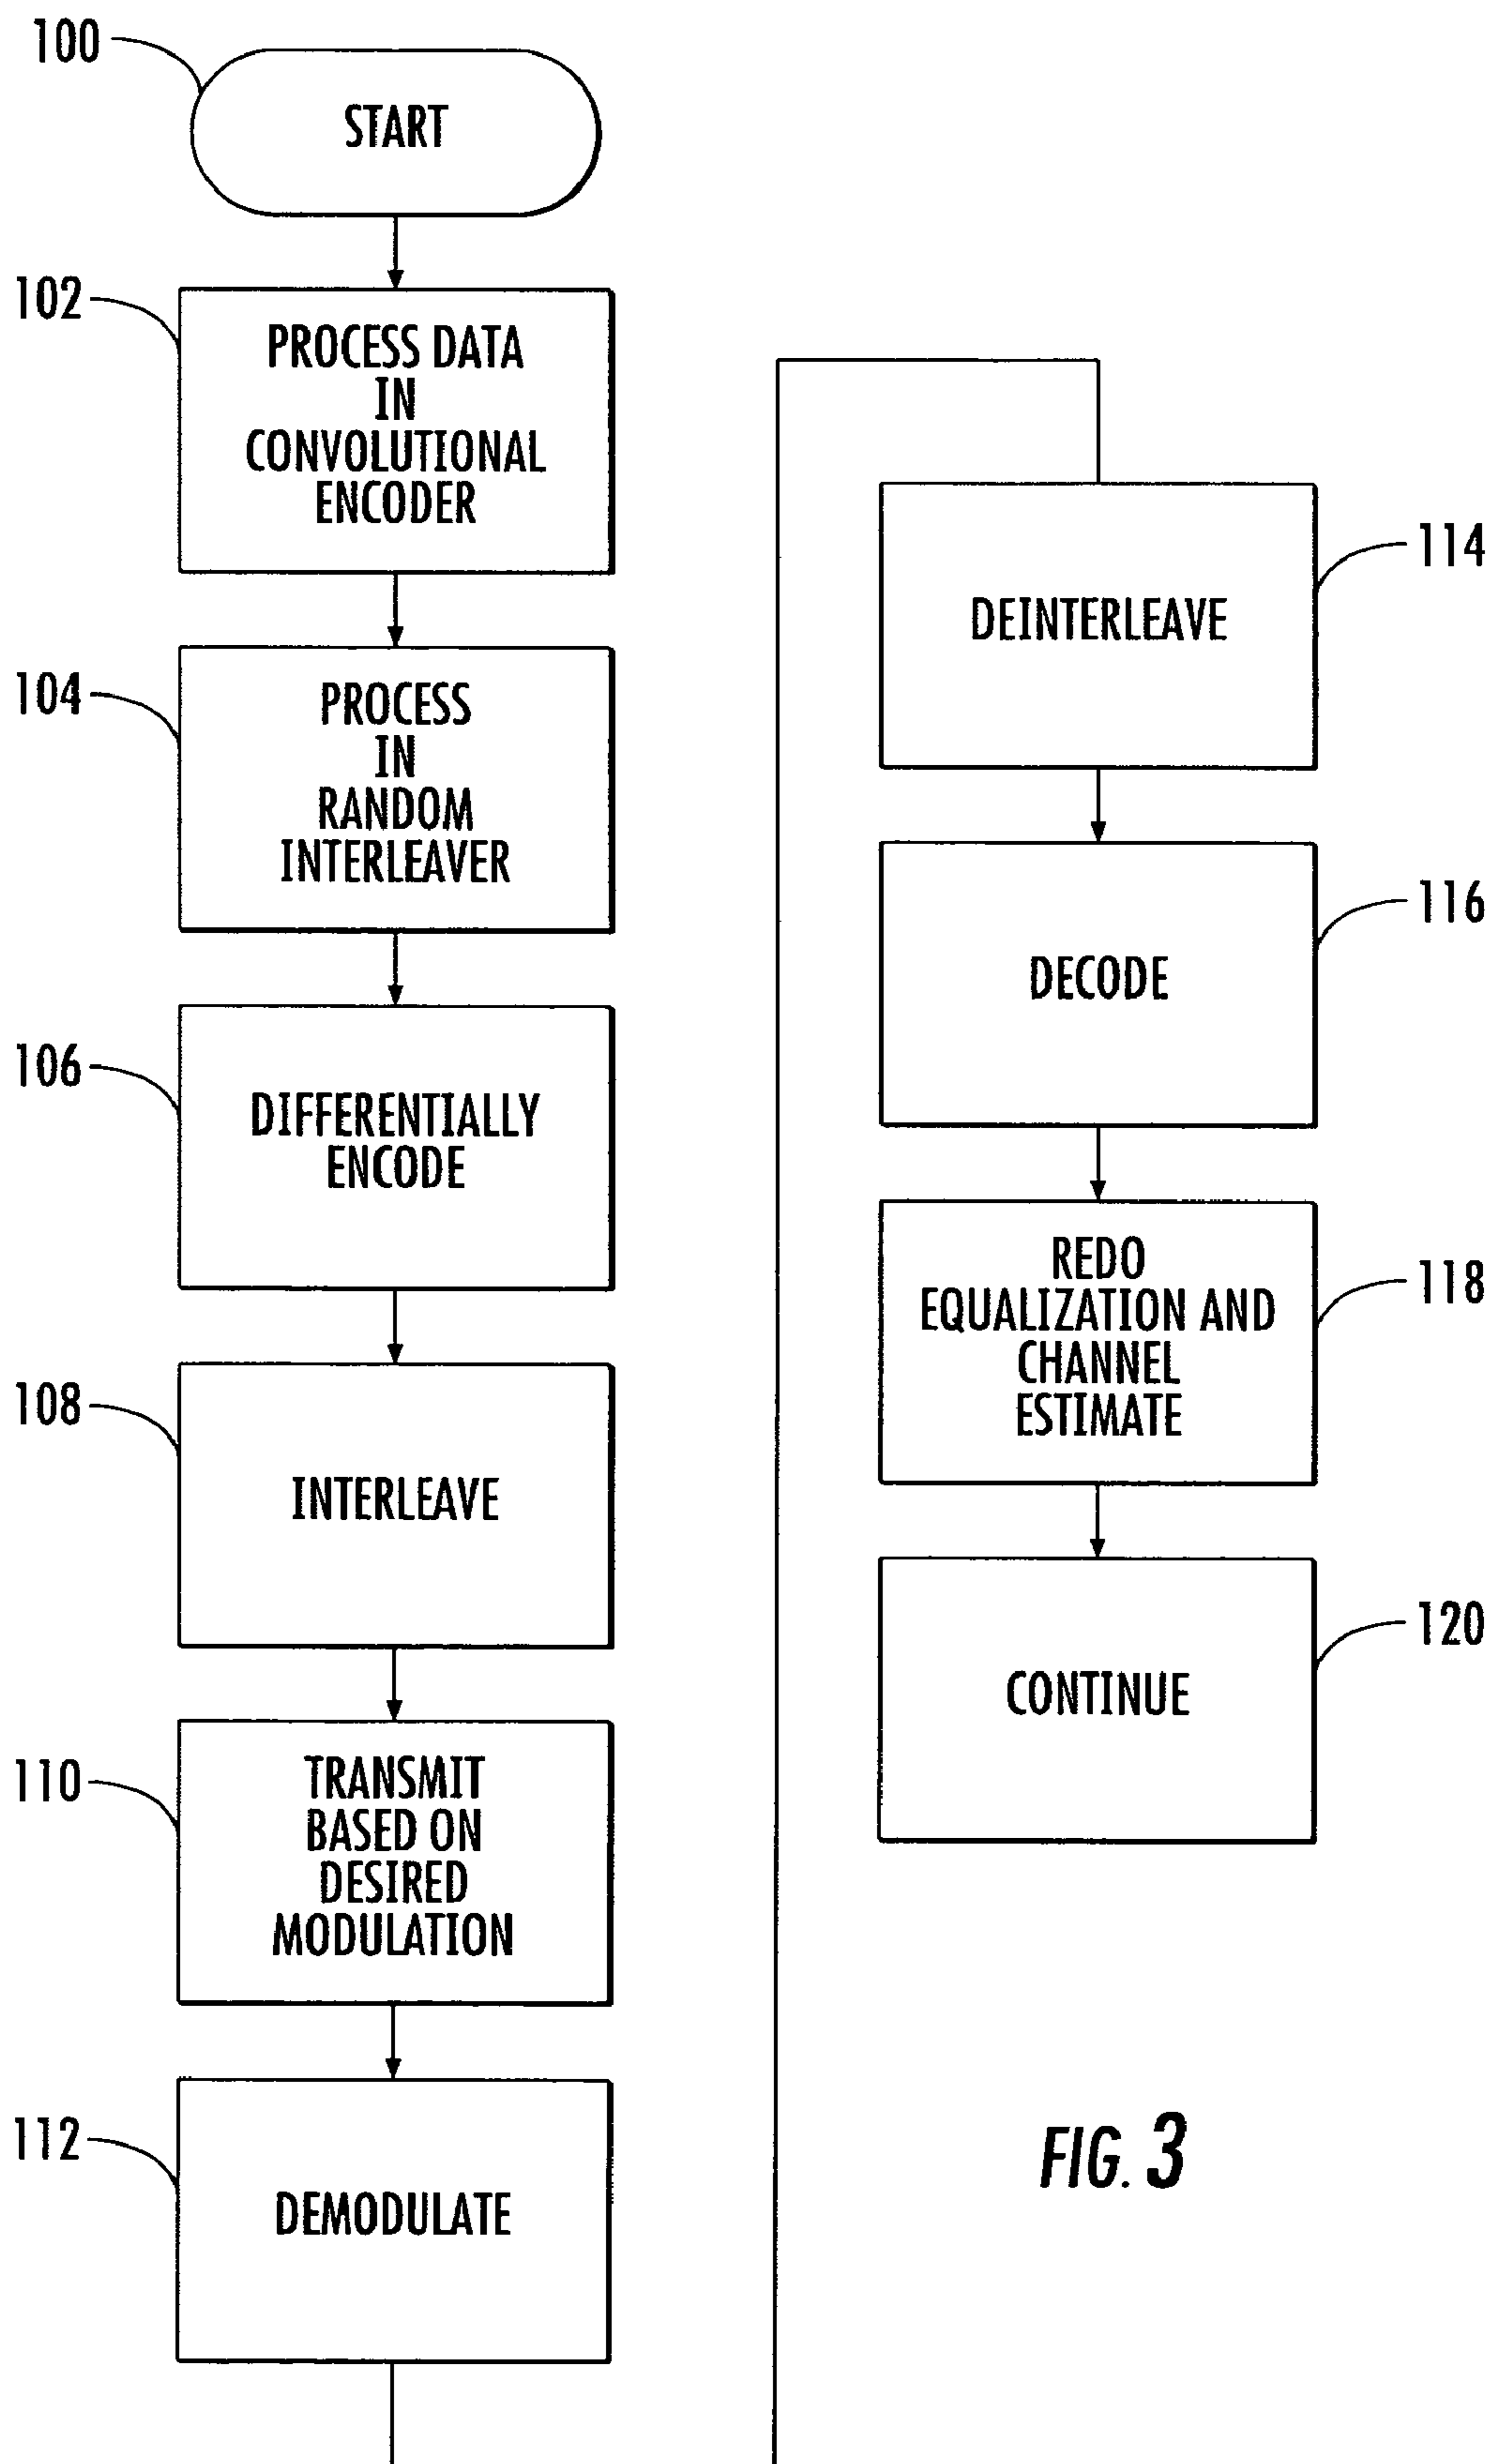 100
START
102
PROCESS DATA
IN
CONVOLUTIONAL
ENCODER
104
PROCESS
IN
RANDOM
INTERLEAVER
106
DIFFERENTIALLY
ENCODE
108
INTERLEAVE
110
TRANSMIT
BASED ON
DESIRED
MODULATION
112
DEMODULATE
114
DEINTERLEAVE
116
DECODE
118
REDO
EQUALIZATION AND
CHANNEL
ESTIMATE
120
CONTINUE
FIG. 3